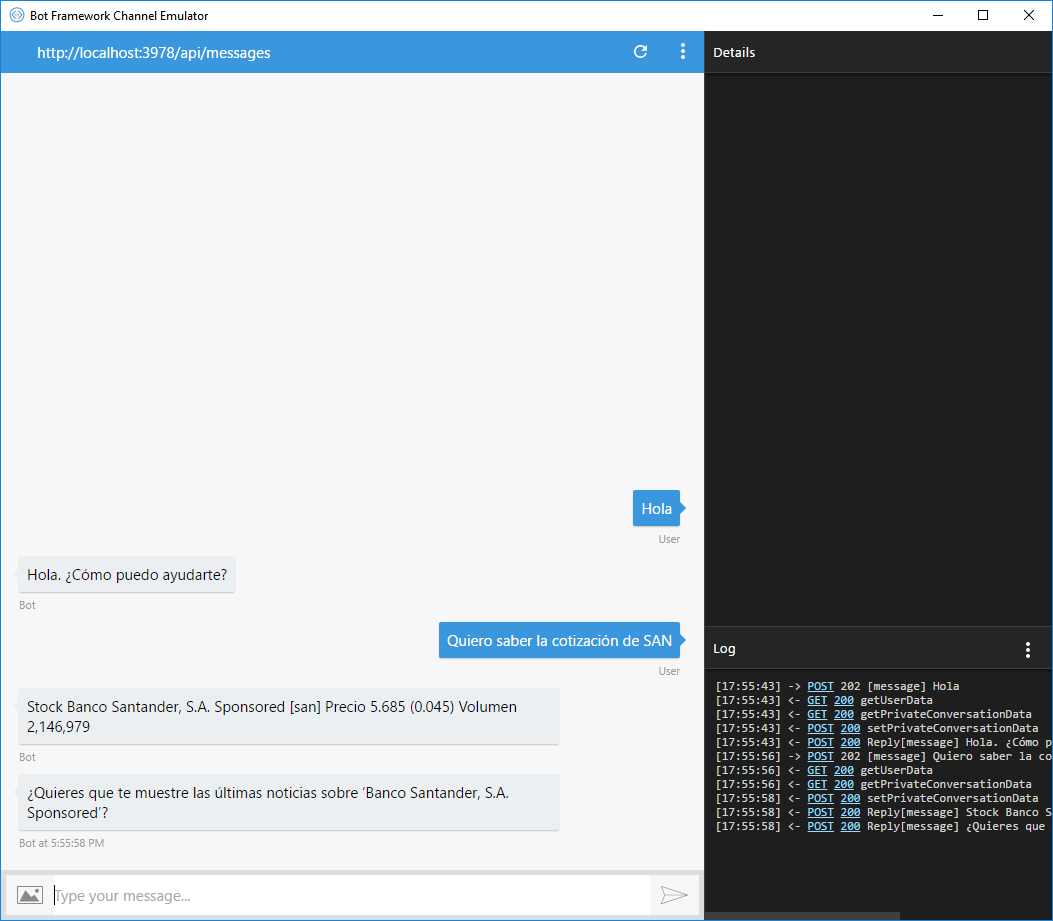 Bot Framework Channel Emulator
http://localhost:3978/api/messages
Details
Hola
User
Hola. ¿Cómo puedo ayudarte?
Bot
Quiero saber la cotización de SAN
User
Stock Banco Santander, S.A. Sponsored [san] Precio 5.685 (0.045) Volumen
2,146,979
Bot
¿Quieres que te muestre las últimas noticias sobre ‘Banco Santander, S.A.
Sponsored’?
Bot at 5:55:58 PM
Type your message...
Log
[17:55:43] -> POST 202 [message] Hola
[17:55:43] <- GET 200 getUserData
[17:55:43] <- GET 200 getPrivateConversationData
[17:55:43] <- POST 200 setPrivateConversationData
[17:55:43] <- POST 200 Reply[message] Hola. ¿Cómo p
[17:55:56] -> POST 202 [message] Quiero saber la co
[17:55:56] <- GET 200 getUserData
[17:55:56] <- GET 200 getPrivateConversationData
[17:55:58] <- POST 200 setPrivateConversationData
[17:55:58] <- POST 200 Reply[message] Stock Banco S
[17:55:58] <- POST 200 Reply[message] ¿Quieres que